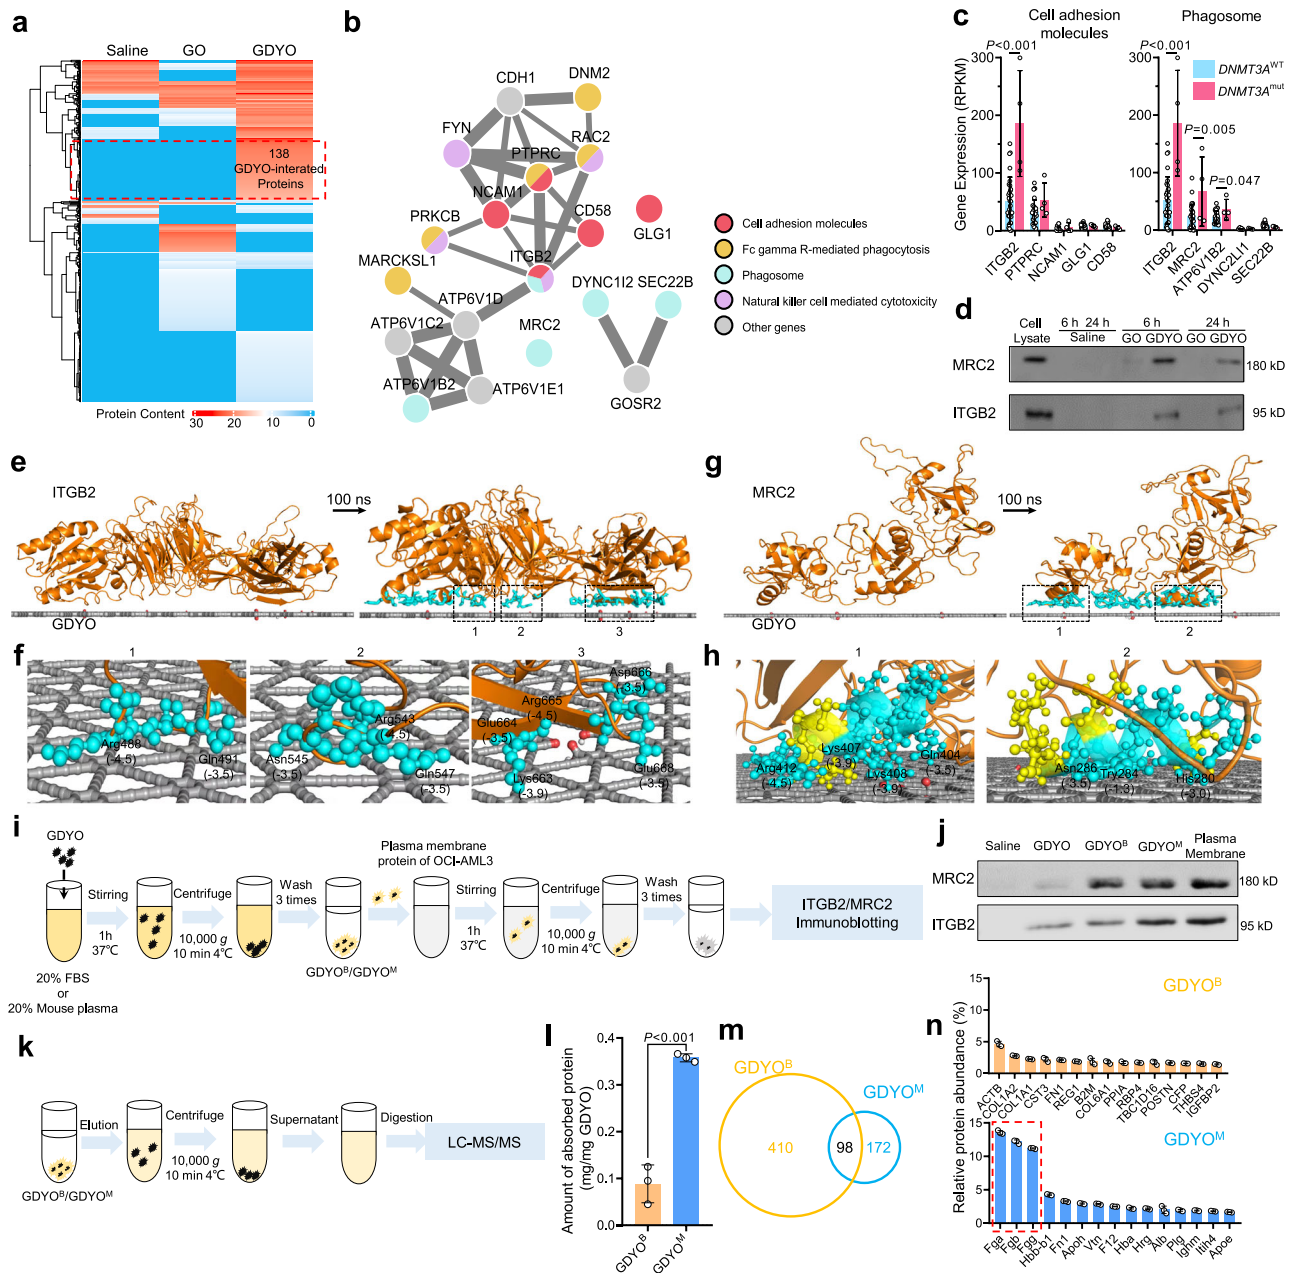 a
Saline GO GDYO
138
GDYO-interated
Proteins
Protein Content
30 20 10 0
b
CDH1
DNM2
FYN
PTPRC
RAC2
NCAM1
CD58
GLG1
PRKCB
ITGB2
MARCKSL1
ATP6V1D
DYNC1I2 SEC22B
ATP6V1C2
MRC2
ATP6V1B2
ATP6V1E1
GOSR2
Cell adhesion molecules
Fc gamma R-mediated phagocytosis
Phagosome
Natural killer cell mediated cytotoxicity
Other genes
c
Cell adhesion
molecules
Gene Expression (RPKM)
300
200
100
0
P<0.001
ITGB2
PTPRC
NCAM1
GLG1
CD58
Phagosome
300
200
100
0
P<0.001
P=0.005
P=0.047
DNMT3AWT
DNMT3Amut
ITGB2
MRC2
ATP6V1B2
DYNC2LI1
SEC22B
d
Cell
Lysate
6 h 24 h
Saline
6 h
GO GDYO
24 h
GO GDYO
MRC2
180 kD
ITGB2
95 kD
e
ITGB2
100 ns
GDYO
1 2 3
g
MRC2
100 ns
GDYO
1 2
f
1
Arg488
(-4.5)
Gln491
(-3.5)
2
Arg543
(-4.5)
Asn545
(-3.5)
Gln547
(-3.5)
3
Asp666
(-3.5)
Arg665
(-4.5)
Glu664
(-3.5)
Lys663
(-3.9)
Glu668
(-3.5)
h
1
Lys407
(-3.9)
Gln404
(-3.5)
Arg412
(-4.5)
Lys408
(-3.9)
2
Asn286
(-3.5)
Try284
(-1.3)
His280
(-3.0)
i
GDYO
Stirring
1h
37℃
20% FBS
or
20% Mouse plasma
Centrifuge
10,000 g
10 min 4℃
Wash
3 times
GDYOB/GDYOM
Plasma membrane
protein of OCI-AML3
Stirring
1h
37℃
Centrifuge
10,000 g
10 min 4℃
Wash
3 times
ITGB2/MRC2
Immunoblotting
j
Saline GDYO GDYOB GDYOM Plasma
Membrane
MRC2
180 kD
ITGB2
95 kD
k
GDYOB/GDYOM
Elution
Centrifuge
10,000 g
10 min 4℃
Supernatant
Digestion
LC-MS/MS
l
Amount of absorbed protein
(mg/mg GDYO)
0.4
0.3
0.2
0.1
0.0
P<0.001
GDYOB
GDYOM
m
GDYOB
GDYOM
410
98
172
n
Relative protein abundance (%)
GDYOB
15
10
5
0
ACTB
COL1A2
COL1A1
CST3
FN1
REG1
B2M
COL6A1
PPIA
RBP4
TBC1D16
POSTN
CFP
THBS4
IGFBP2
GDYOM
15
10
5
0
Fga
Fgb
Fgg
Hbb-b1
Fn1
Apoh
Vtn
F12
Hba
Hrg
Alb
Plg
Ighm
Itih4
Apoe